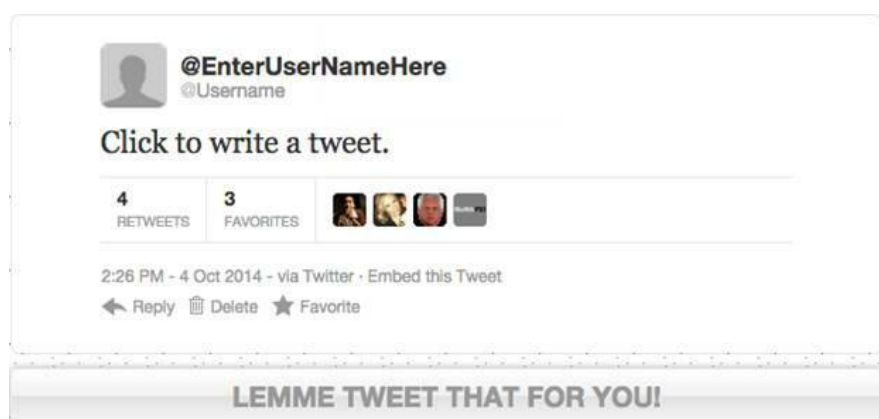 @EnterUserNameHere
@Username
Click to write a tweet.
4 3
RETWEETS FAVORITES
2:26 PM - 4 Oct 2014 - via Twitter · Embed this Tweet
Reply Delete Favorite
LEMME TWEET THAT FOR YOU!